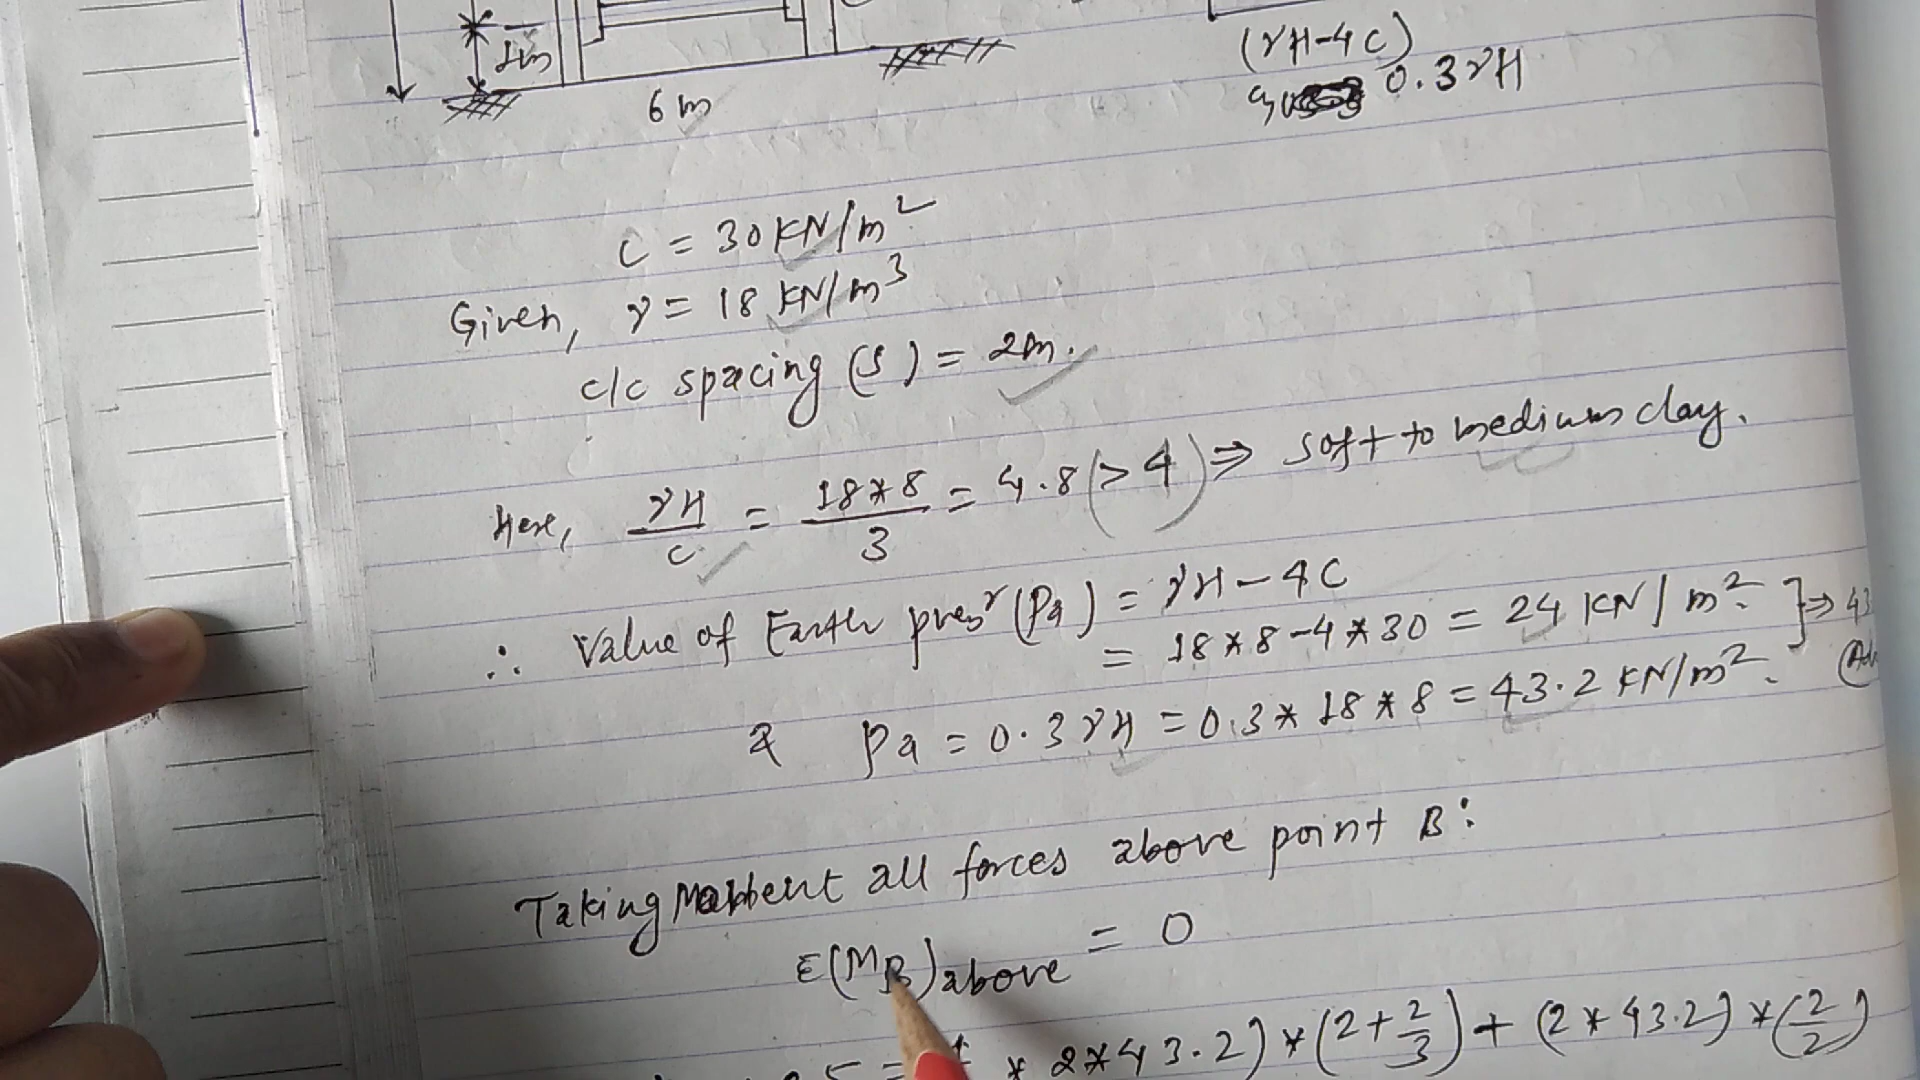 1m
6 m
(γH-4C)
0.3γH
C = 30 KN/m²
Given, γ = 18 KN/m³
c/c spacing (s) = 2m.
Here, γH/C = 18*8/3 = 4.8 (> 4) ⇒ soft to medium clay.
∴ Value of Earth presʳ (Pa) = γH - 4C
= 18*8-4*30 = 24 KN/m². } ⇒ 43
& Pa = 0.3γH = 0.3*18*8 = 43.2 KN/m².
Taking Moment all forces above point B:
Σ(MB)above = 0
* 2*43.2)*(2+2/3)+(2*43.2)*(2/2)